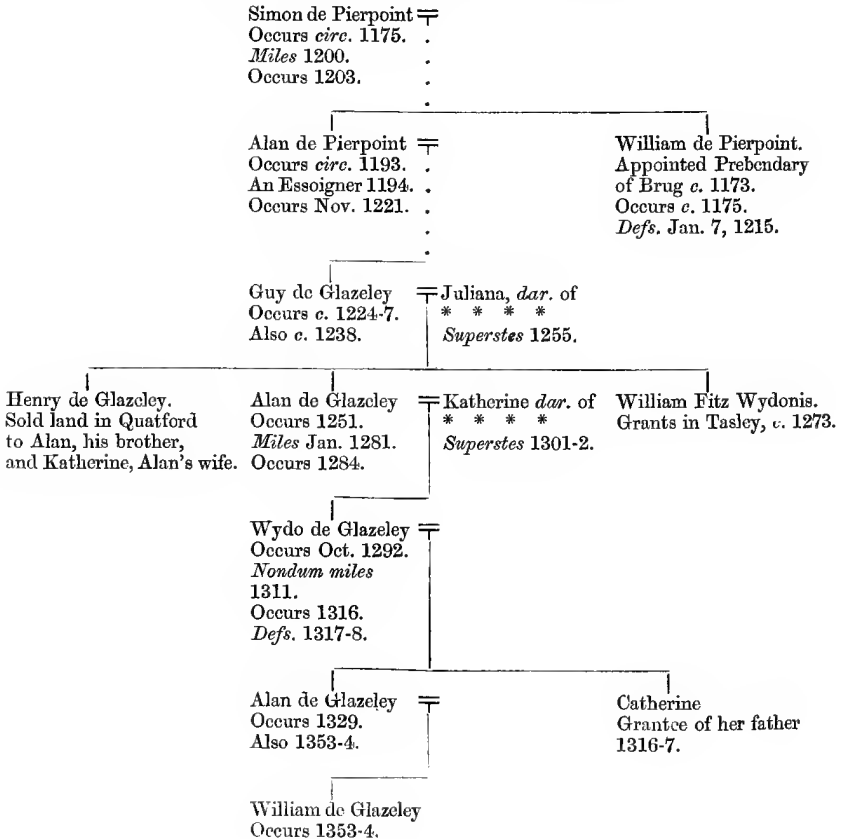 Simon de Pierpoint
Occurs circ. 1175.
Miles 1200.
Occurs 1203.
Alan de Pierpoint
Occurs circ. 1193.
An Essoigner 1194.
Occurs Nov. 1221.
William de Pierpoint.
Appointed Prebendary
of Brug c. 1173.
Occurs c. 1175.
Defs. Jan. 7, 1215.
Guy de Glazeley
Occurs c. 1224-7.
Also c. 1238.
Juliana, dar. of
* * * *
Superstes 1255.
Henry de Glazeley.
Sold land in Quatford
to Alan, his brother,
and Katherine, Alan's wife.
Alan de Glazeley
Occurs 1251.
Miles Jan. 1281.
Occurs 1284.
Katherine dar. of
* * * *
Superstes 1301-2.
William Fitz Wydonis.
Grants in Tasley, c. 1273.
Wydo de Glazeley
Occurs Oct. 1292.
Nondum miles
1311.
Occurs 1316.
Defs. 1317-8.
Alan de Glazeley
Occurs 1329.
Also 1353-4.
Catherine
Grantee of her father
1316-7.
William de Glazeley
Occurs 1353-4.